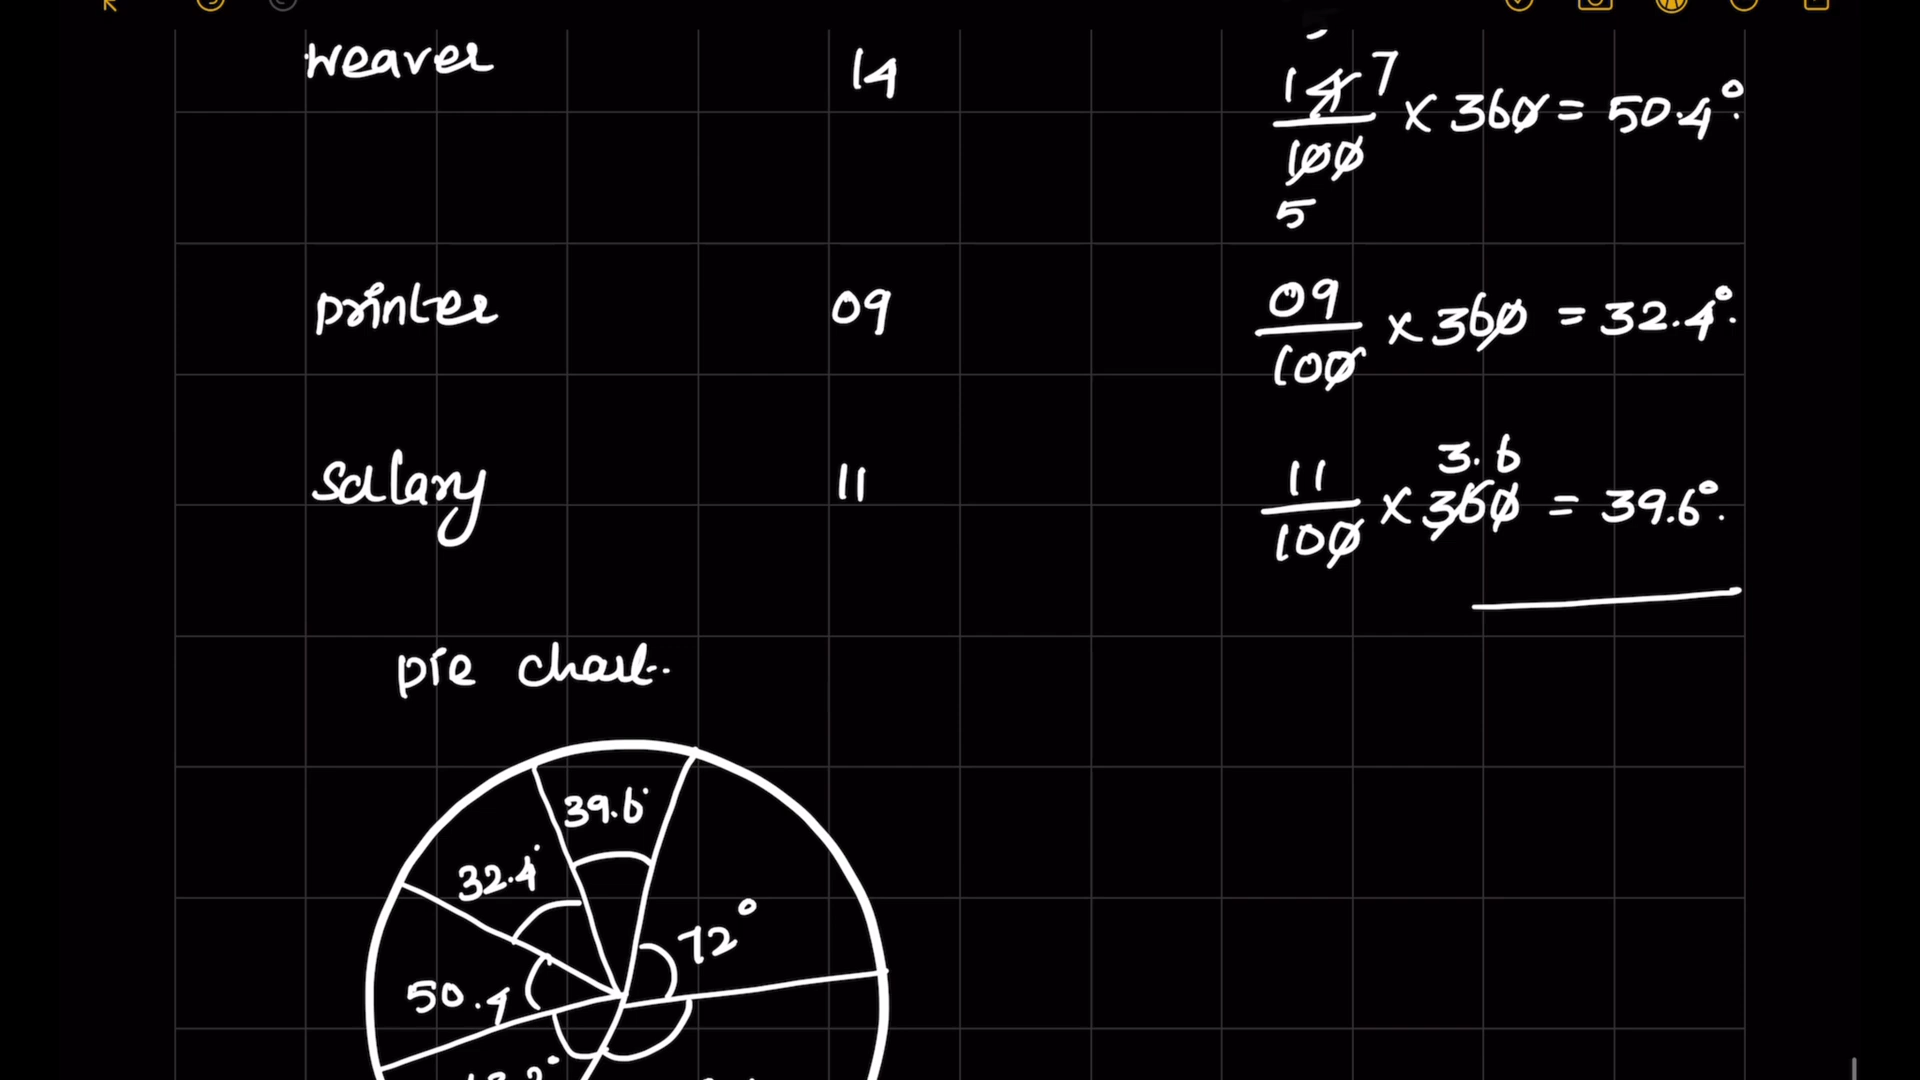 weaver 14 14/100 × 360 = 50.4°.
7
5
printer 09 09/100 × 360 = 32.4°.
3.6
salary 11 11/100 × 360 = 39.6°.
pie chart..
39.6°
32.4°
72°
50.4